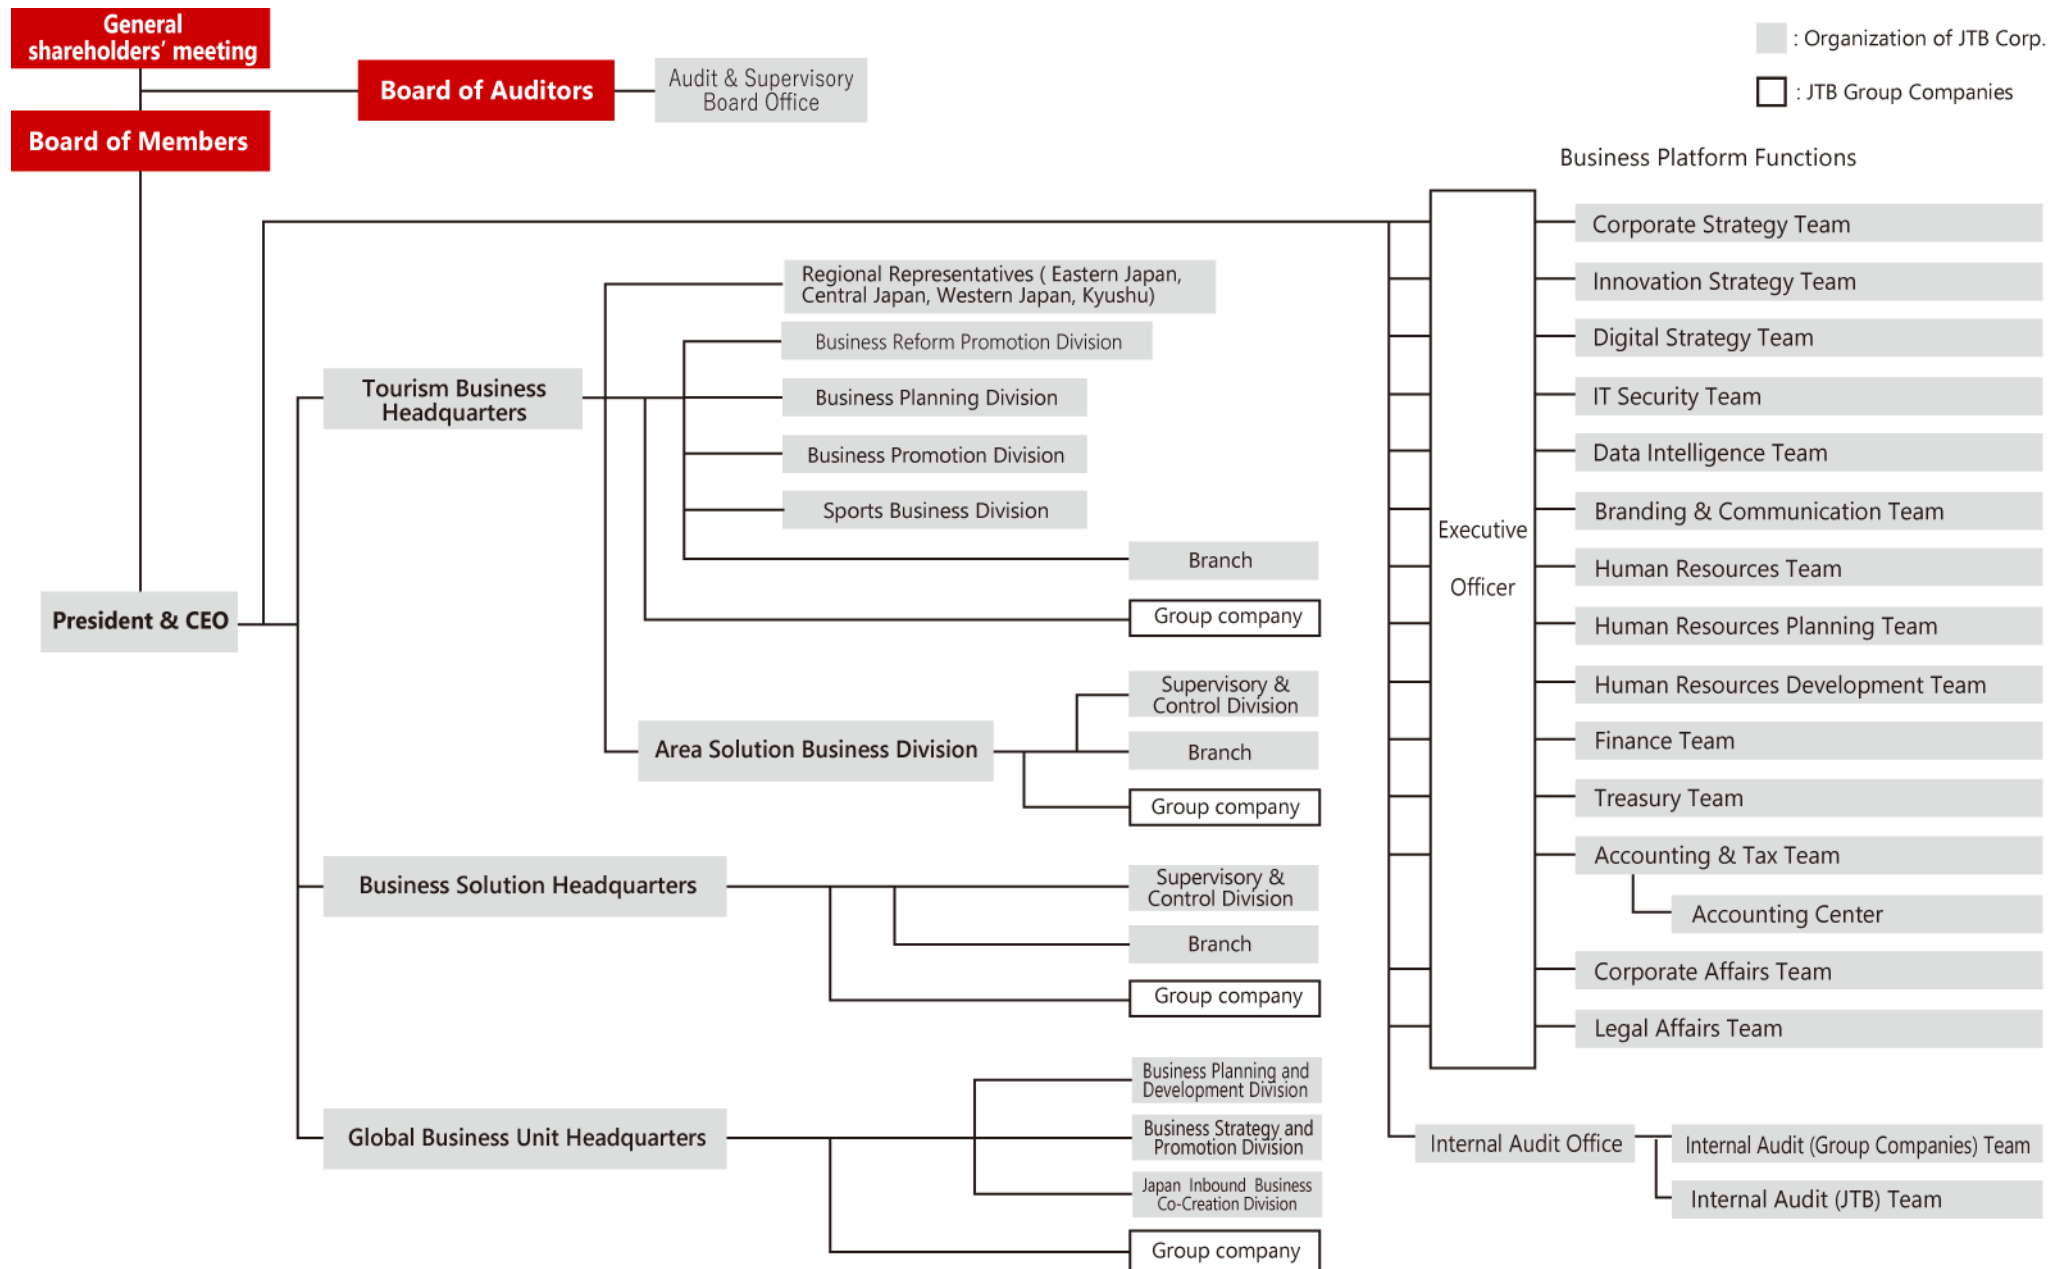 General
shareholders' meeting
Board of Auditors
Audit & Supervisory
Board Office
Board of Members
: Organization of JTB Corp.
: JTB Group Companies
Business Platform Functions
President & CEO
Tourism Business
Headquarters
Regional Representatives ( Eastern Japan,
Central Japan, Western Japan, Kyushu)
Business Reform Promotion Division
Business Planning Division
Business Promotion Division
Sports Business Division
Branch
Group company
Area Solution Business Division
Supervisory &
Control Division
Branch
Group company
Business Solution Headquarters
Supervisory &
Control Division
Branch
Group company
Global Business Unit Headquarters
Business Planning and
Development Division
Business Strategy and
Promotion Division
Japan Inbound Business
Co-Creation Division
Group company
Executive
Officer
Corporate Strategy Team
Innovation Strategy Team
Digital Strategy Team
IT Security Team
Data Intelligence Team
Branding & Communication Team
Human Resources Team
Human Resources Planning Team
Human Resources Development Team
Finance Team
Treasury Team
Accounting & Tax Team
Accounting Center
Corporate Affairs Team
Legal Affairs Team
Internal Audit Office
Internal Audit (Group Companies) Team
Internal Audit (JTB) Team